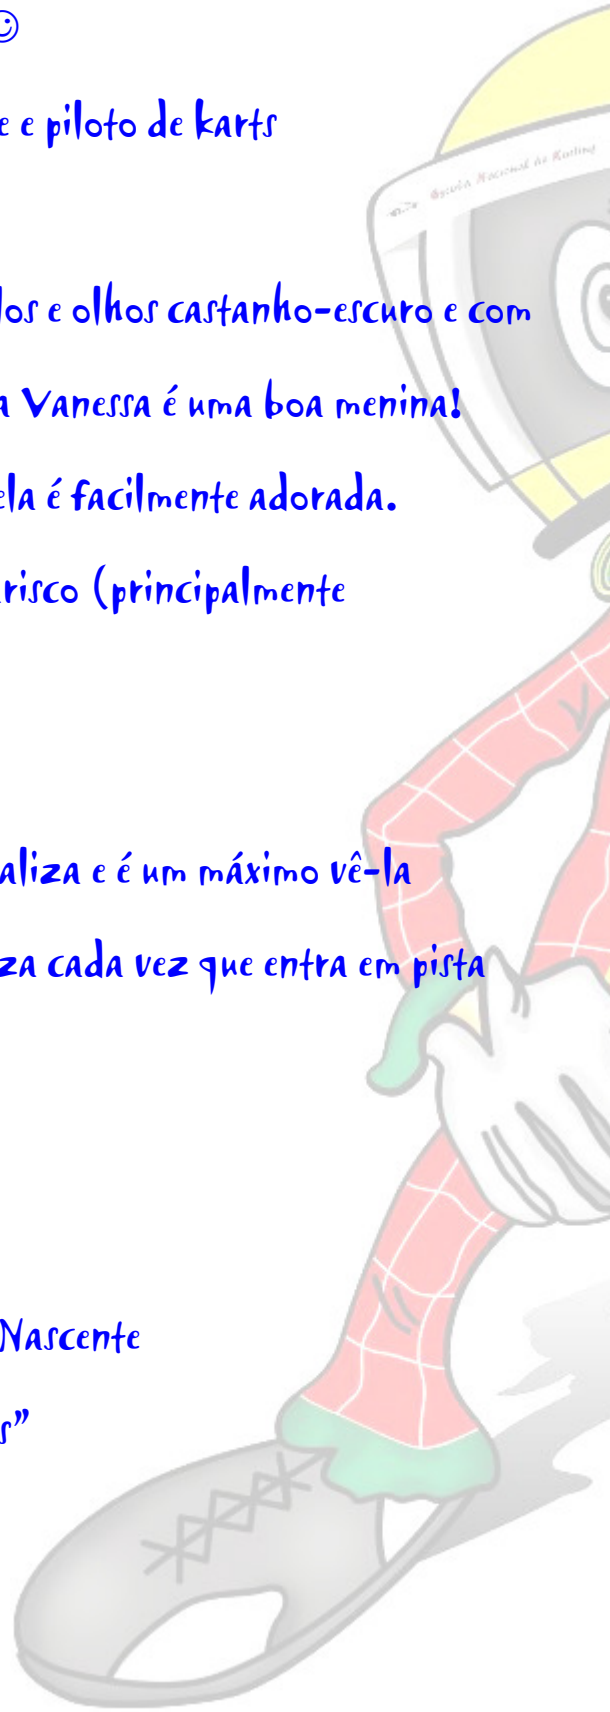 ☺
e e piloto de karts
Escola Nacional de Karting
los e olhos castanho-escuro e com
a Vanessa é uma boa menina!
ela é facilmente adorada.
risco (principalmente
aliza e é um máximo vê-la
za cada vez que entra em pista
Nascente
s”